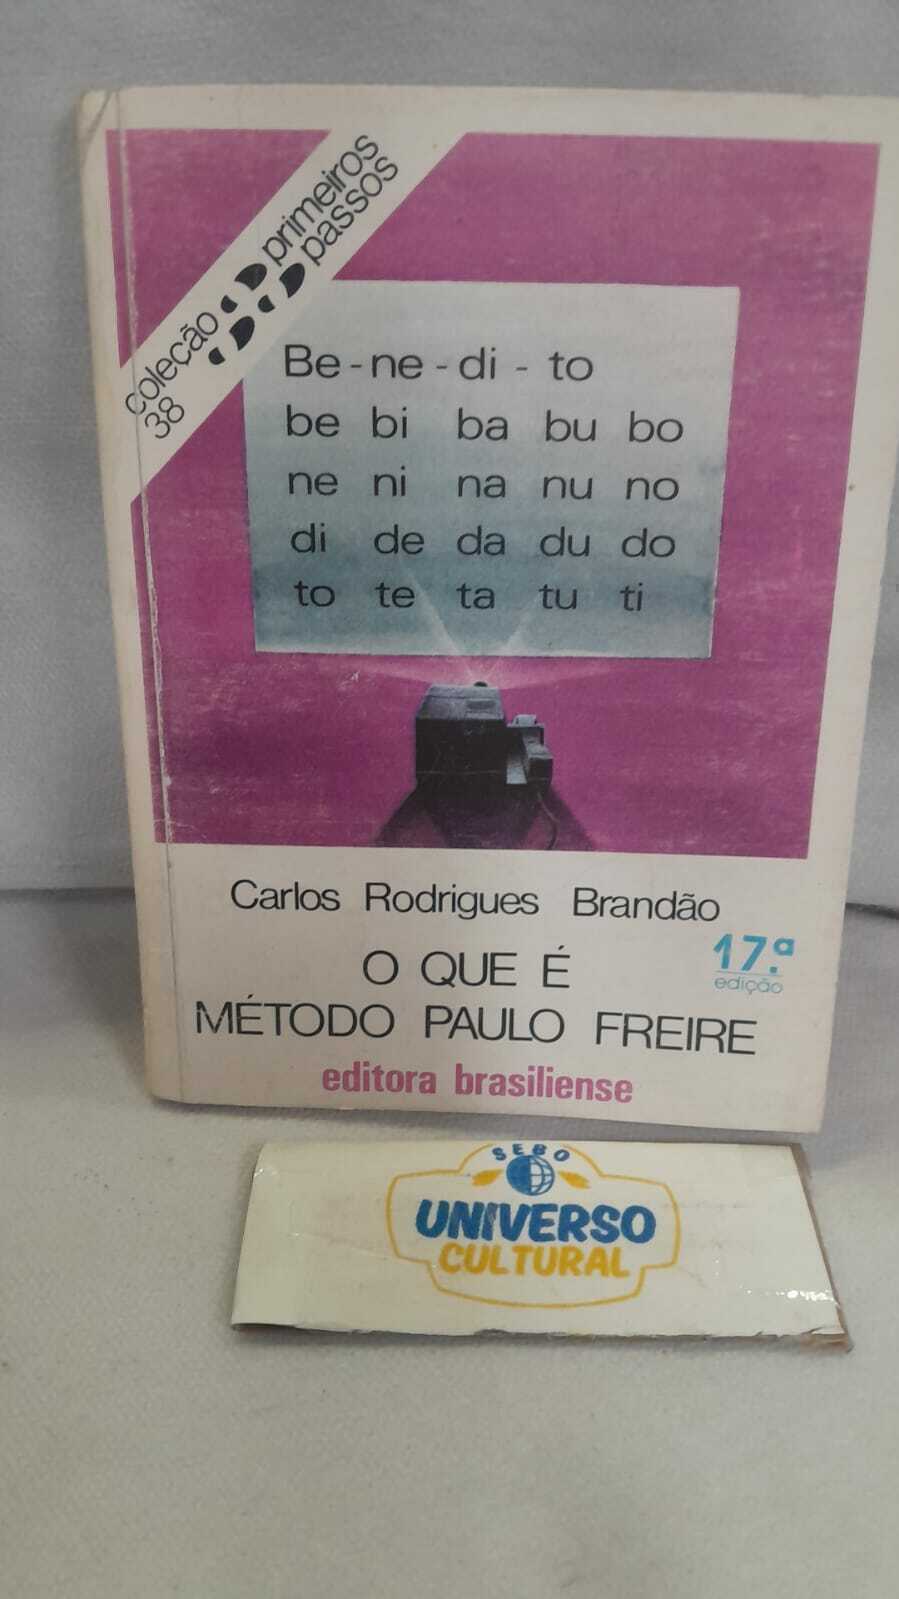 coleção primeiros passos
38
Be-ne-di-to
be bi ba bu bo
ne ni na nu no
di de da du do
to te ta tu ti
Carlos Rodrigues Brandão
17.ª
edição
O QUE É
MÉTODO PAULO FREIRE
editora brasiliense
SEBO
UNIVERSO
CULTURAL